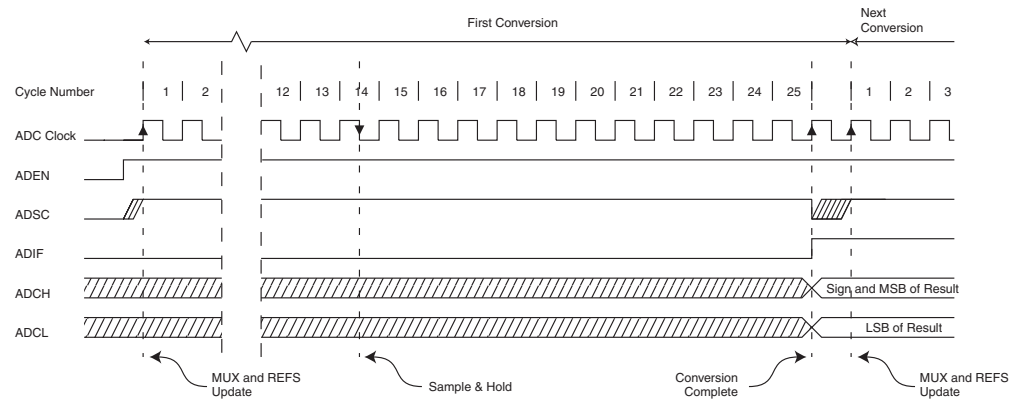 First Conversion
Next
Conversion
Cycle Number 1 2 12 13 14 15 16 17 18 19 20 21 22 23 24 25 1 2 3
ADC Clock
ADEN
ADSC
ADIF
ADCH Sign and MSB of Result
ADCL LSB of Result
MUX and REFS
Update
Sample & Hold
Conversion
Complete
MUX and REFS
Update